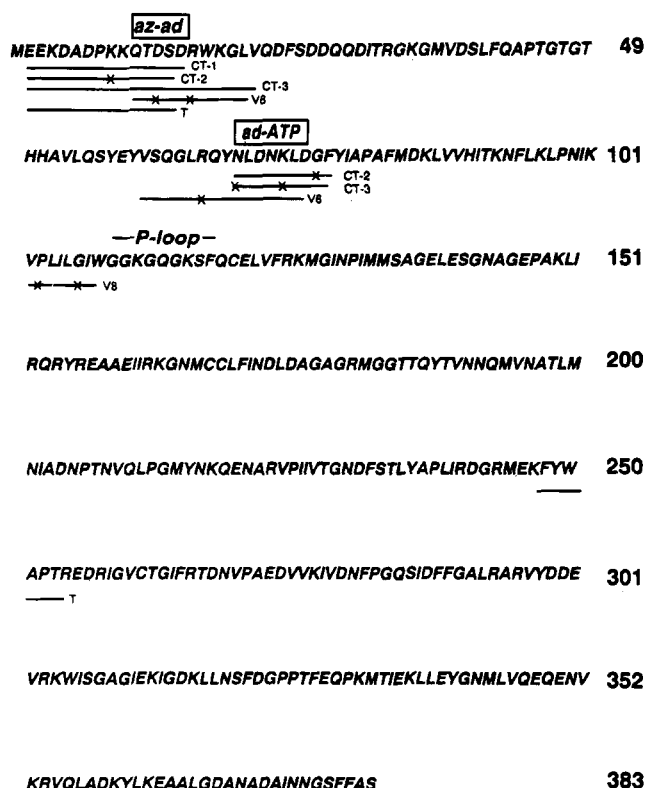 az-ad
MEEKDADPKKQTDSDRWKGLVQDFSDDQQDITRGKGMVDSLFQAPTGTGT 49
CT-1
CT-2
CT-3
V8
T
ad-ATP
HHAVLQSYEYVSQGLRQYNLDNKLDGFYIAPAFMDKLVVHITKNFLKLPNIK 101
CT-2
CT-3
V8
—P-loop—
VPLILGIWGGKGQGKSFQCELVFRKMGINPIMMSAGELESGNAGEPAKLI 151
V8
RQRYREAAEIIRKGNMCCLFINDLDAGAGRMGGTTQYTVNNQMVNATLM 200
NIADNPTNVQLPGMYNKQENARVPIIVTGNDFSTLYAPLIRDGRMEKFYW 250
APTREDRIGVCTGIFRTDNVPAEDVVKIVDNFPGQSIDFFGALRARVYDDE 301
T
VRKWISGAGIEKIGDKLLNSFDGPPTFEQPKMTIEKLLEYGNMLVQEQENV 352
KRVQLADKYLKEAALGDANADAINNGSFFAS 383